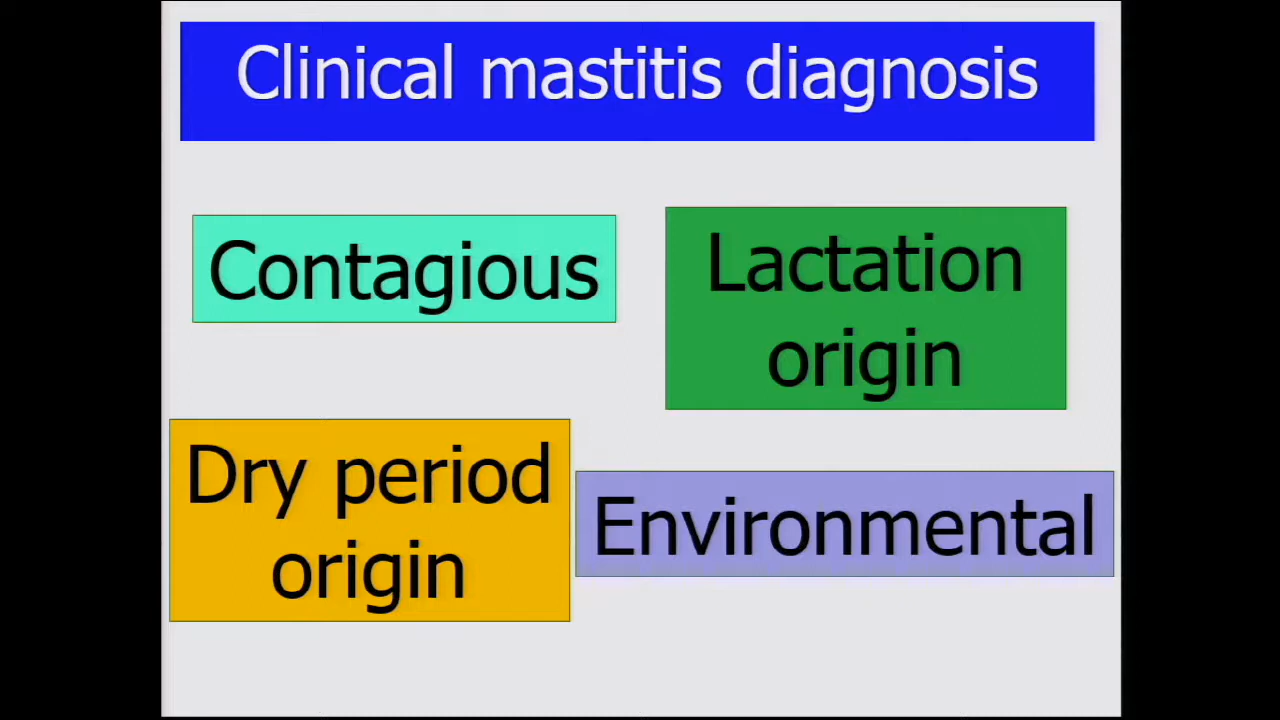 Clinical mastitis diagnosis
Contagious
Lactation
origin
Dry period
origin
Environmental